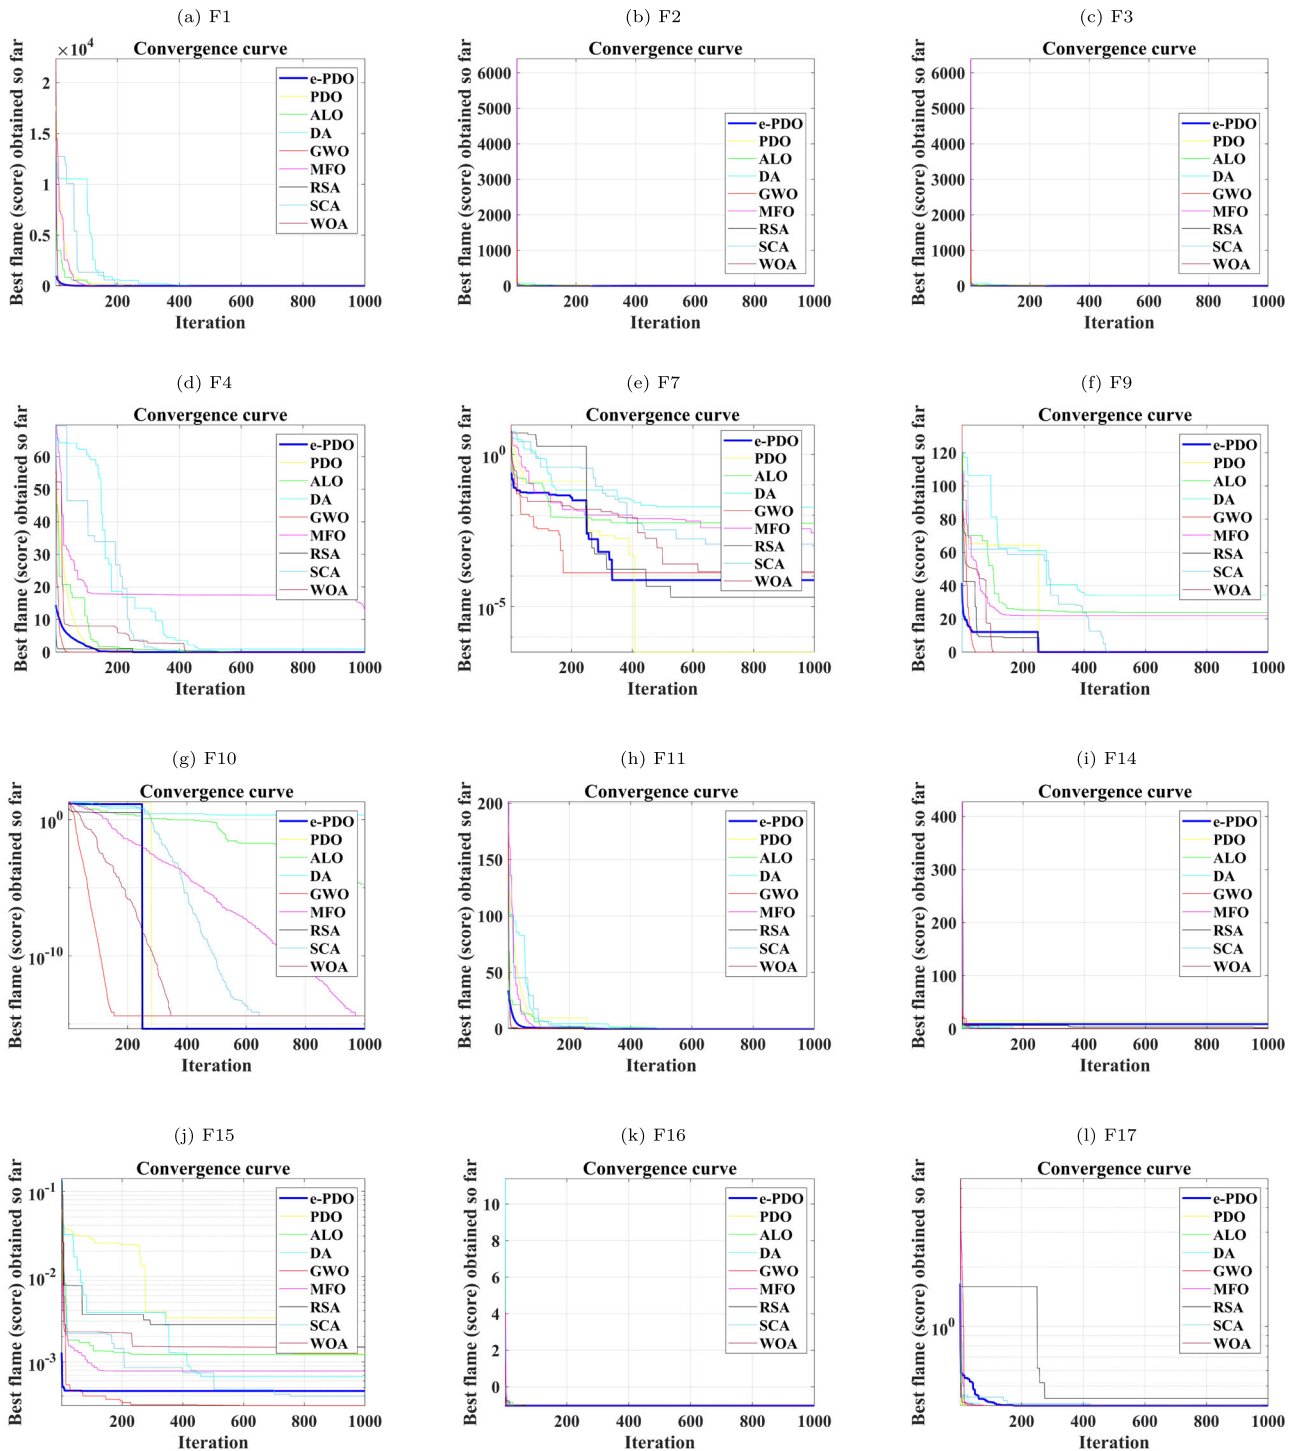 (a) F1
Convergence curve
×10⁴
Best flame (score) obtained so far
2
1.5
1
0.5
0
200
400
600
800
1000
Iteration
e-PDO
PDO
ALO
DA
GWO
MFO
RSA
SCA
WOA
(b) F2
Convergence curve
Best flame (score) obtained so far
6000
5000
4000
3000
2000
1000
0
200
400
600
800
1000
Iteration
e-PDO
PDO
ALO
DA
GWO
MFO
RSA
SCA
WOA
(c) F3
Convergence curve
Best flame (score) obtained so far
6000
5000
4000
3000
2000
1000
0
200
400
600
800
1000
Iteration
e-PDO
PDO
ALO
DA
GWO
MFO
RSA
SCA
WOA
(d) F4
Convergence curve
Best flame (score) obtained so far
60
50
40
30
20
10
0
200
400
600
800
1000
Iteration
e-PDO
PDO
ALO
DA
GWO
MFO
RSA
SCA
WOA
(e) F7
Convergence curve
Best flame (score) obtained so far
10⁰
10⁻⁵
200
400
600
800
1000
Iteration
e-PDO
PDO
ALO
DA
GWO
MFO
RSA
SCA
WOA
(f) F9
Convergence curve
Best flame (score) obtained so far
120
100
80
60
40
20
0
200
400
600
800
1000
Iteration
e-PDO
PDO
ALO
DA
GWO
MFO
RSA
SCA
WOA
(g) F10
Convergence curve
Best flame (score) obtained so far
10⁰
10⁻¹⁰
200
400
600
800
1000
Iteration
e-PDO
PDO
ALO
DA
GWO
MFO
RSA
SCA
WOA
(h) F11
Convergence curve
Best flame (score) obtained so far
200
150
100
50
0
200
400
600
800
1000
Iteration
e-PDO
PDO
ALO
DA
GWO
MFO
RSA
SCA
WOA
(i) F14
Convergence curve
Best flame (score) obtained so far
400
300
200
100
0
200
400
600
800
1000
Iteration
e-PDO
PDO
ALO
DA
GWO
MFO
RSA
SCA
WOA
(j) F15
Convergence curve
Best flame (score) obtained so far
10⁻¹
10⁻²
10⁻³
200
400
600
800
1000
Iteration
e-PDO
PDO
ALO
DA
GWO
MFO
RSA
SCA
WOA
(k) F16
Convergence curve
Best flame (score) obtained so far
10
8
6
4
2
0
200
400
600
800
1000
Iteration
e-PDO
PDO
ALO
DA
GWO
MFO
RSA
SCA
WOA
(l) F17
Convergence curve
Best flame (score) obtained so far
10⁰
200
400
600
800
1000
Iteration
e-PDO
PDO
ALO
DA
GWO
MFO
RSA
SCA
WOA